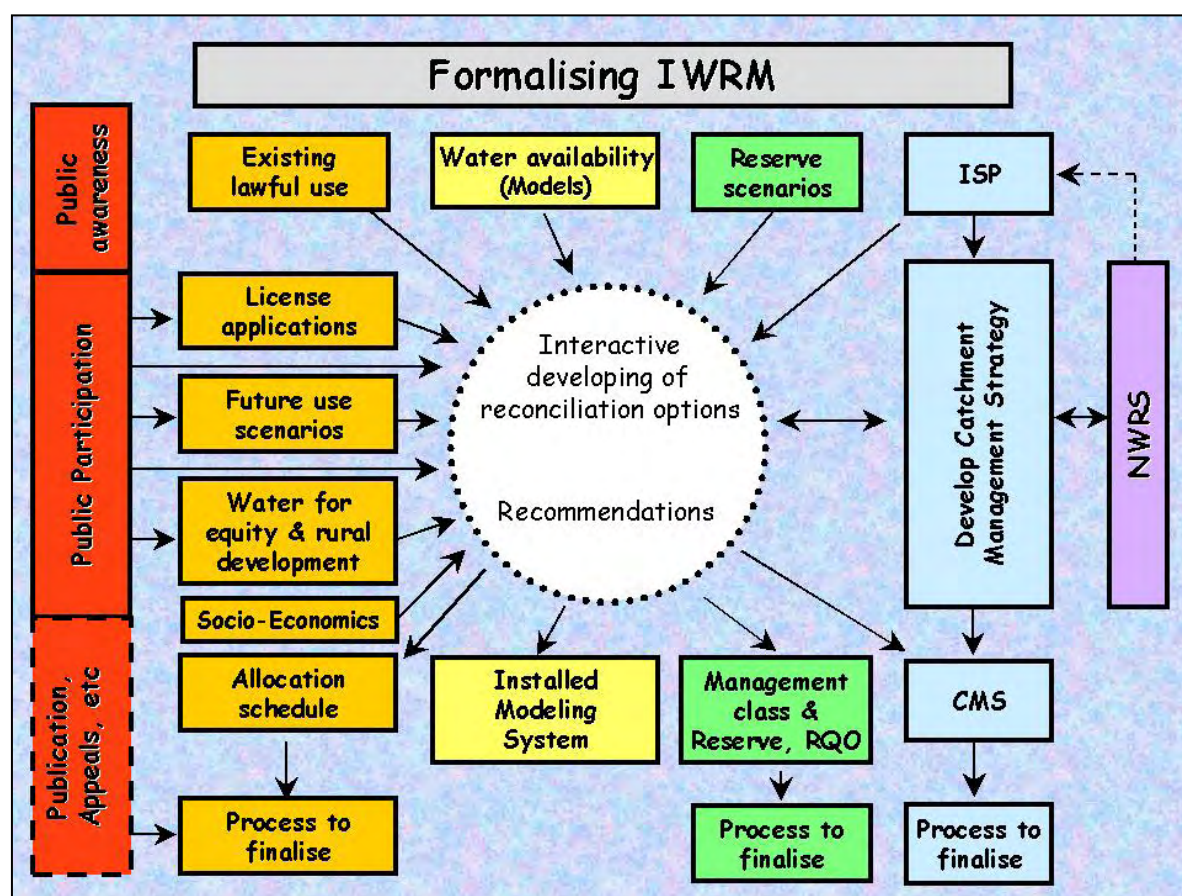 Formalising IWRM
Public
awareness
Public Participation
Publication,
Appeals, etc
Existing
lawful use
Water availability
(Models)
Reserve
scenarios
ISP
License
applications
Future use
scenarios
Water for
equity & rural
development
Socio-Economics
Interactive
developing of
reconciliation options
Recommendations
Develop Catchment
Management Strategy
NWRS
Allocation
schedule
Installed
Modeling
System
Management
class &
Reserve, RQO
CMS
Process to
finalise
Process to
finalise
Process to
finalise